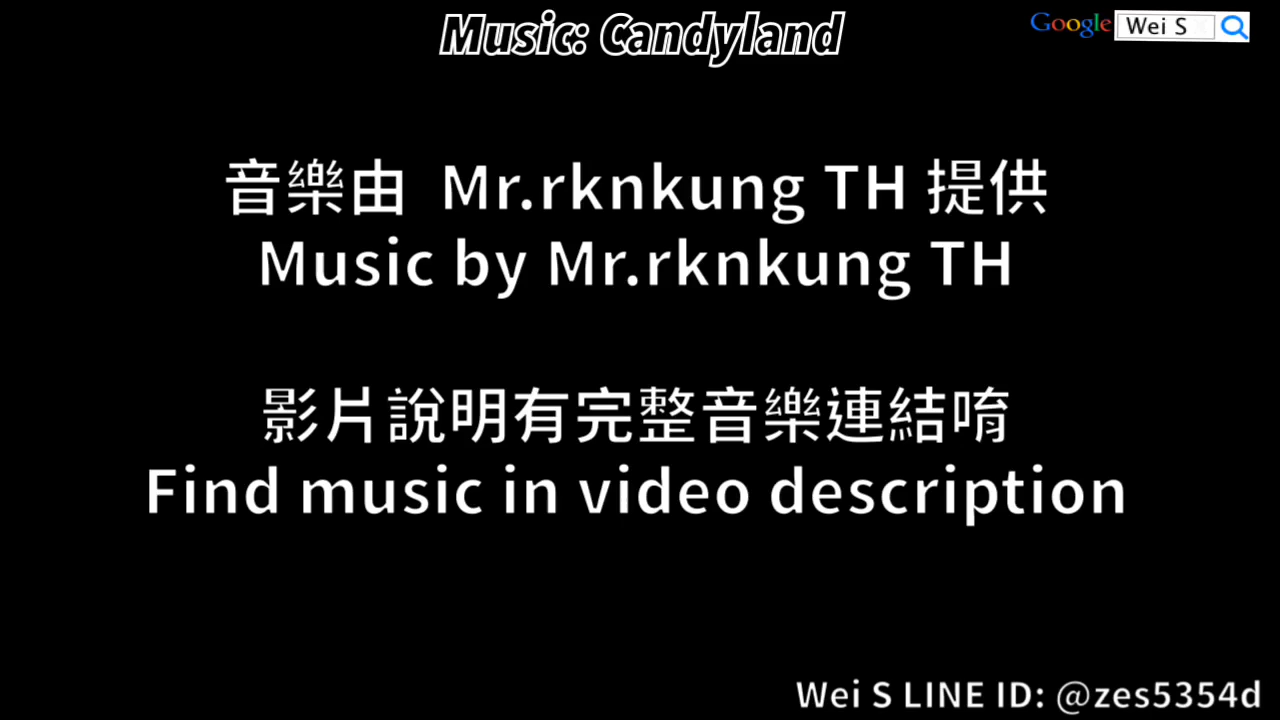 Music: Candyland
Google Wei S
音樂由 Mr.rknkung TH 提供
Music by Mr.rknkung TH
影片說明有完整音樂連結唷
Find music in video description
Wei S LINE ID: @zes5354d